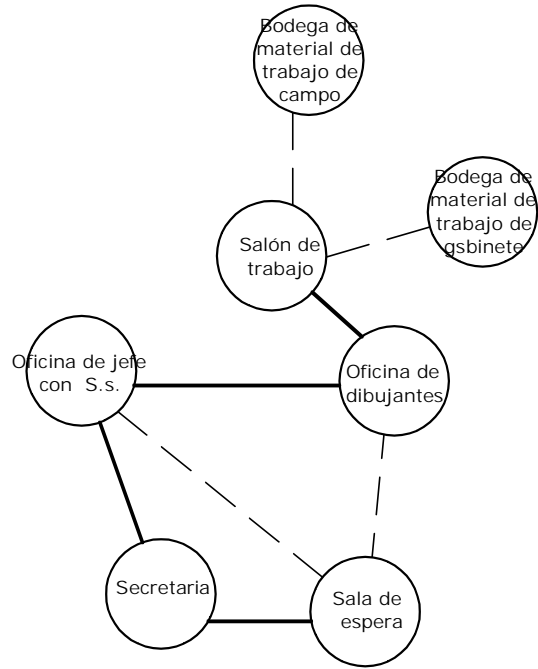 Bodega de
material de
trabajo de
campo
Bodega de
material de
trabajo de
gsbinete
Salón de
trabajo
Oficina de jefe
con S.s.
Oficina de
dibujantes
Secretaria
Sala de
espera